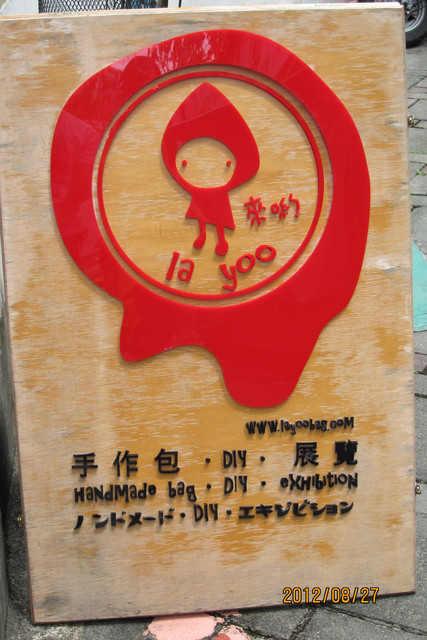 來喲
la yoo
www.layoobag.com
手作包・DIY・展覽
Handmade bag・DIY・exHibitioN
ハンドメード・DIY・エキジビション
2012/08/27